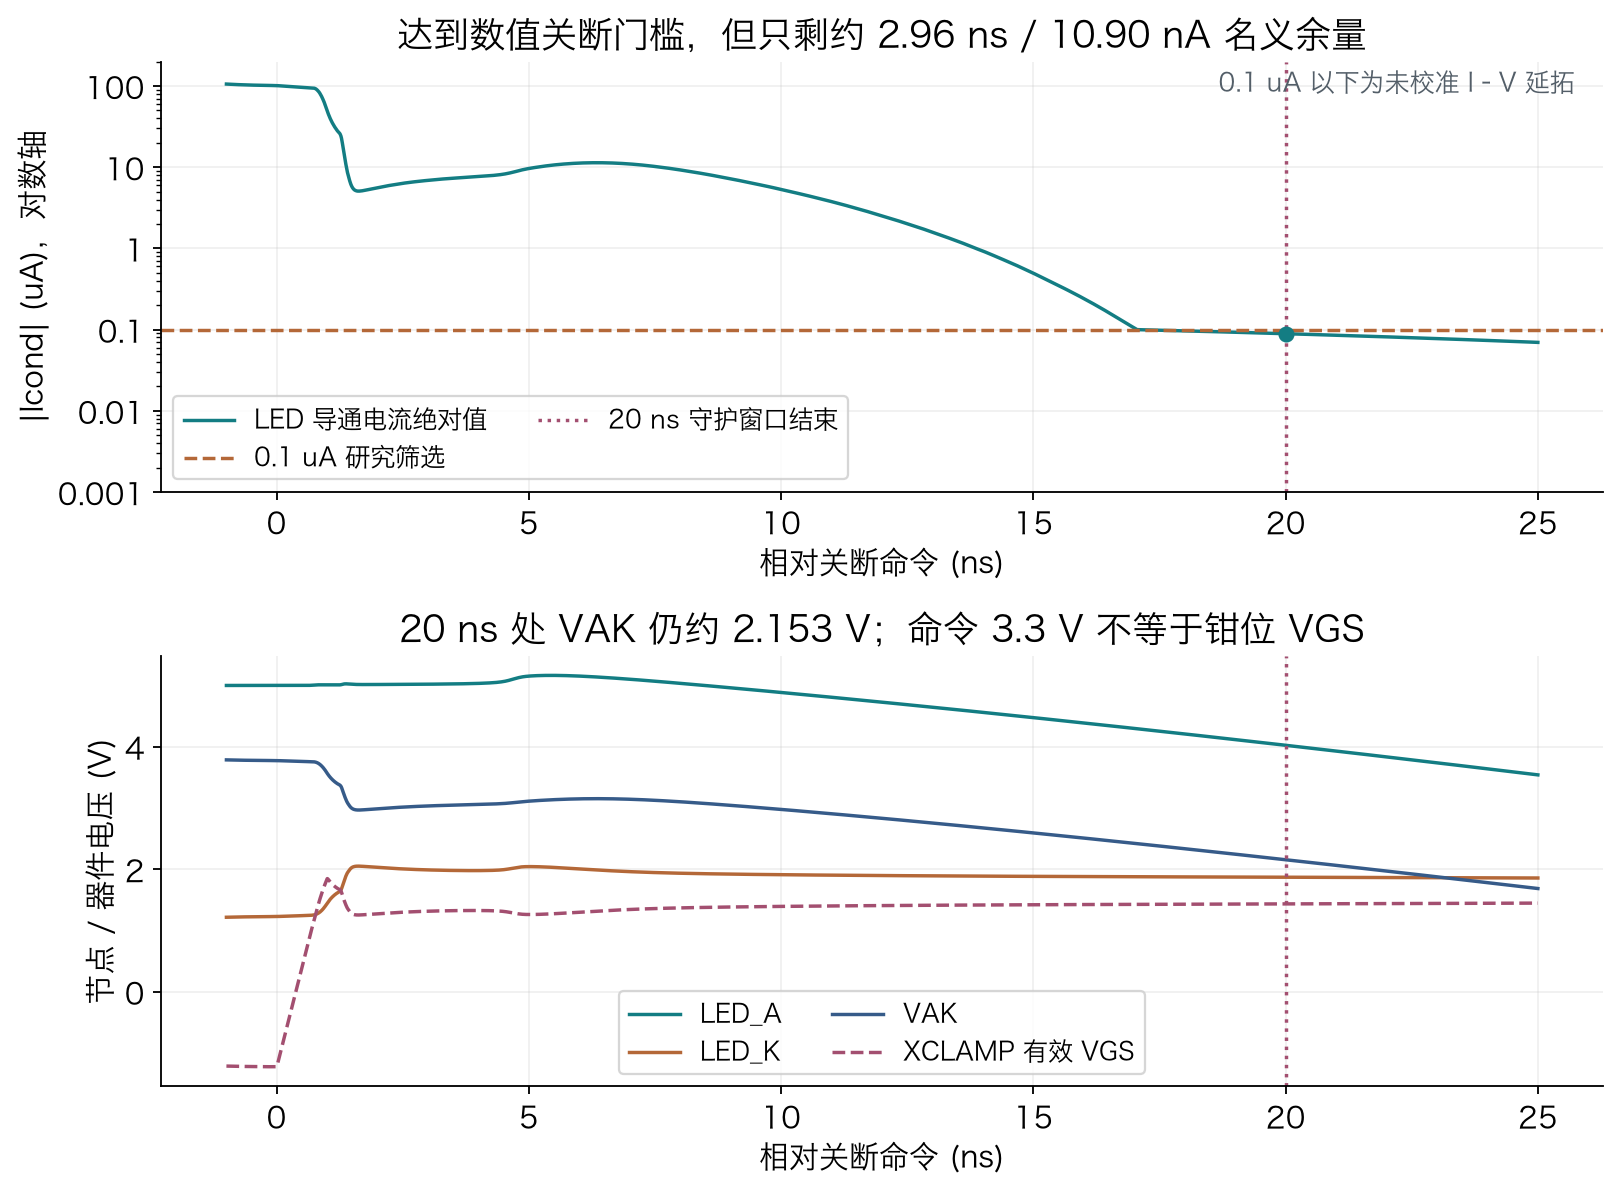 达到数值关断门槛，但只剩约 2.96 ns / 10.90 nA 名义余量
0.1 uA 以下为未校准 I - V 延拓
|Icond| (uA)，对数轴
100
10
1
0.1
0.01
0.001
LED 导通电流绝对值
0.1 uA 研究筛选
20 ns 守护窗口结束
0
5
10
15
20
25
相对关断命令 (ns)
20 ns 处 VAK 仍约 2.153 V；命令 3.3 V 不等于钳位 VGS
节点 / 器件电压 (V)
4
2
0
LED_A
LED_K
VAK
XCLAMP 有效 VGS
0
5
10
15
20
25
相对关断命令 (ns)